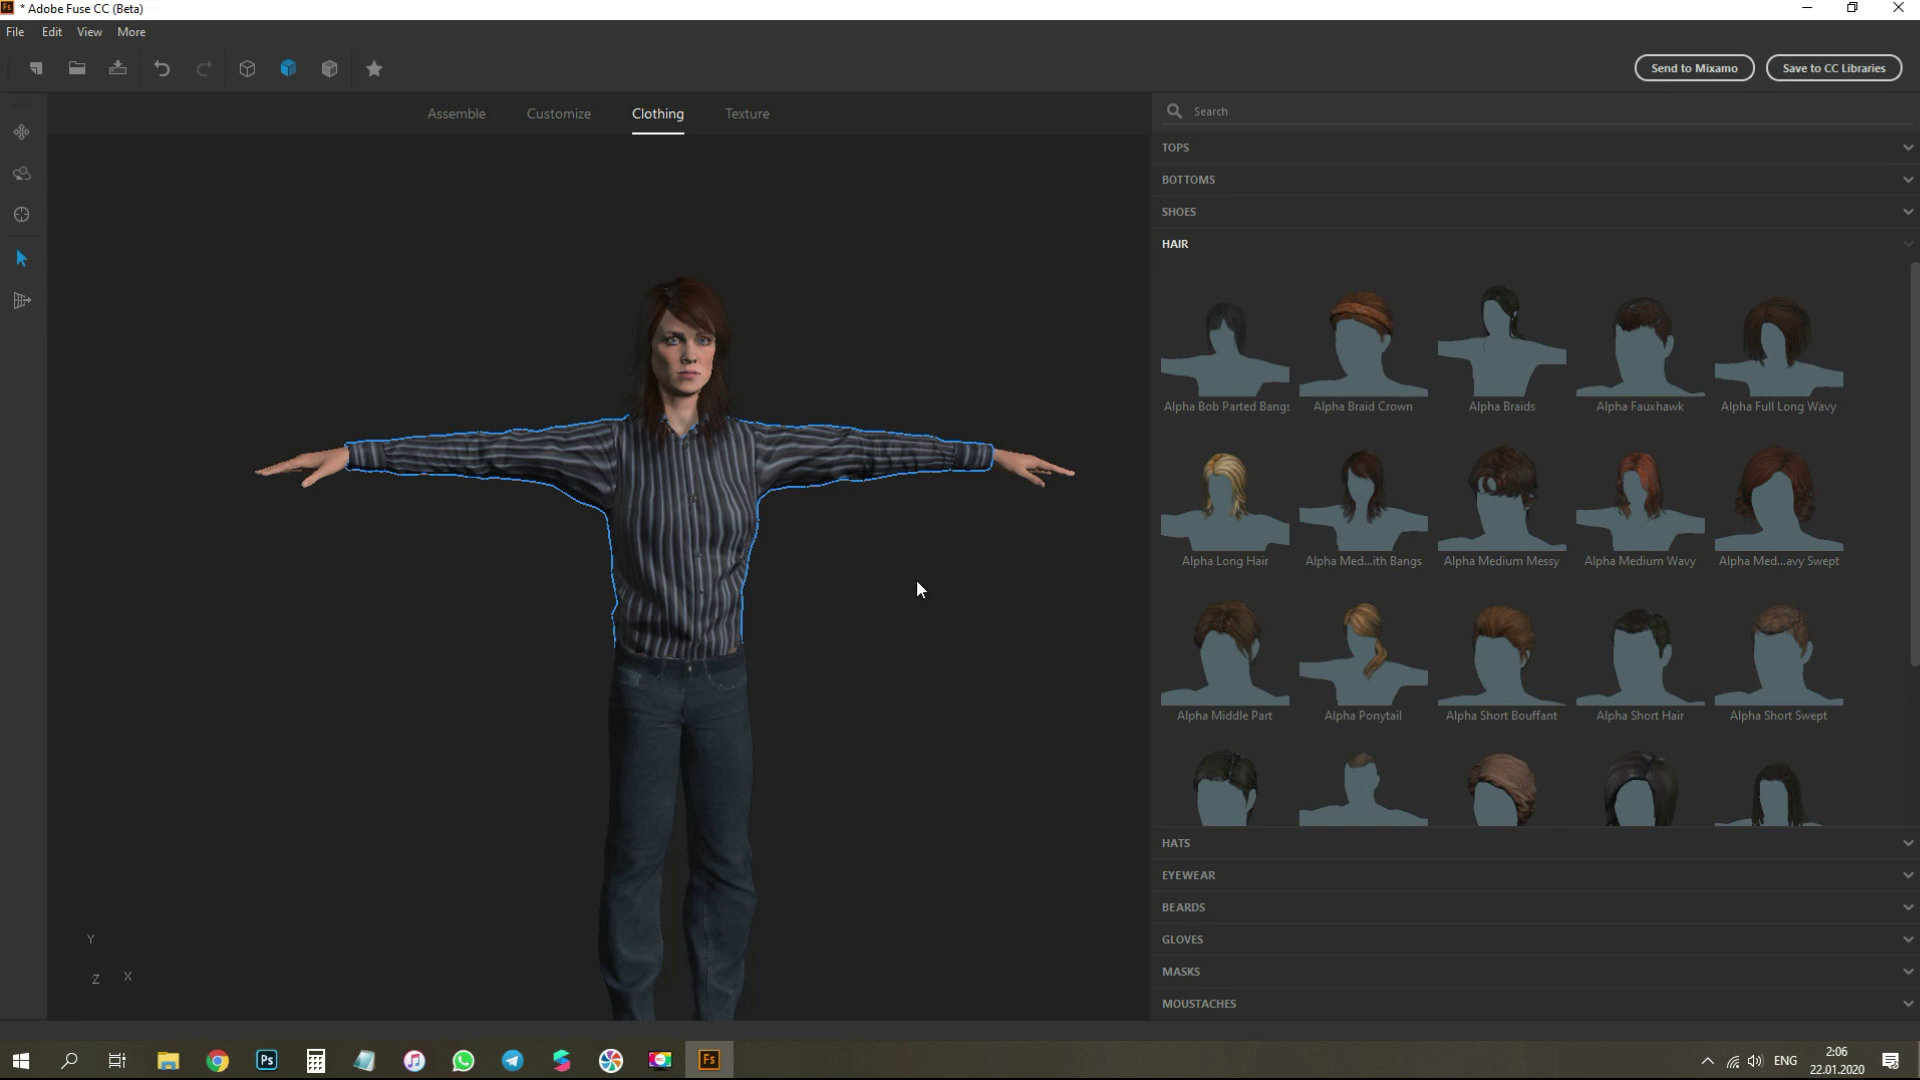 Fs * Adobe Fuse CC (Beta)
File Edit View More
Send to Mixamo Save to CC Libraries
Assemble Customize Clothing Texture
Search
TOPS
BOTTOMS
SHOES
HAIR
Alpha Bob Parted Bangs Alpha Braid Crown Alpha Braids Alpha Fauxhawk Alpha Full Long Wavy
Alpha Long Hair Alpha Med...ith Bangs Alpha Medium Messy Alpha Medium Wavy Alpha Med...avy Swept
Alpha Middle Part Alpha Ponytail Alpha Short Bouffant Alpha Short Hair Alpha Short Swept
HATS
EYEWEAR
BEARDS
GLOVES
MASKS
MOUSTACHES
Y
Z X
Ps Fs ENG
2:06
22.01.2020